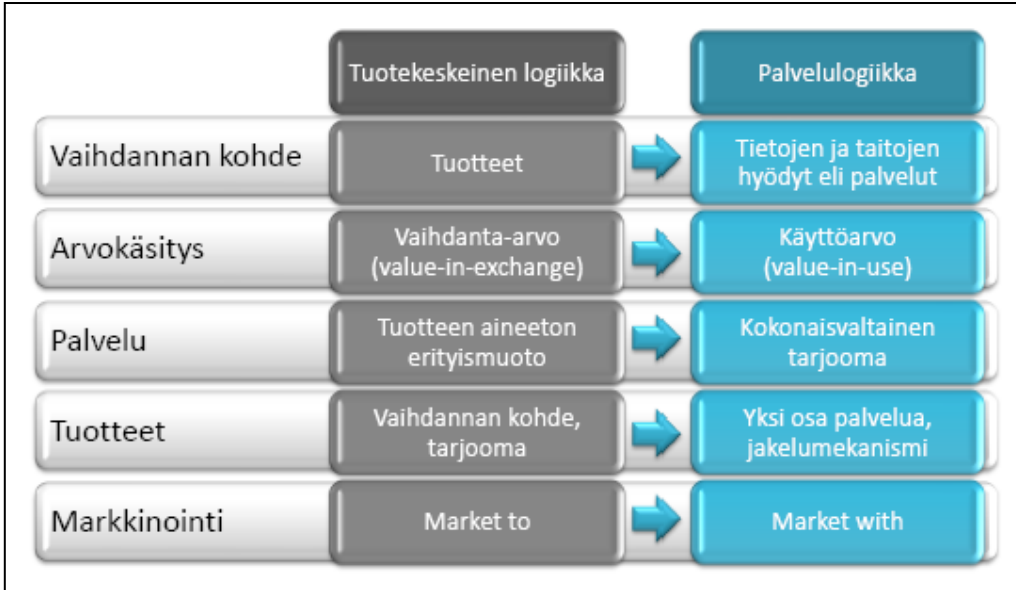 Tuotekeskeinen logiikka
Palvelulogiikka
Vaihdannan kohde
Tuotteet
Tietojen ja taitojen
hyödyt eli palvelut
Arvokäsitys
Vaihdanta-arvo
(value-in-exchange)
Käyttöarvo
(value-in-use)
Palvelu
Tuotteen aineeton
erityismuoto
Kokonaisvaltainen
tarjooma
Tuotteet
Vaihdannan kohde,
tarjooma
Yksi osa palvelua,
jakelumekanismi
Markkinointi
Market to
Market with